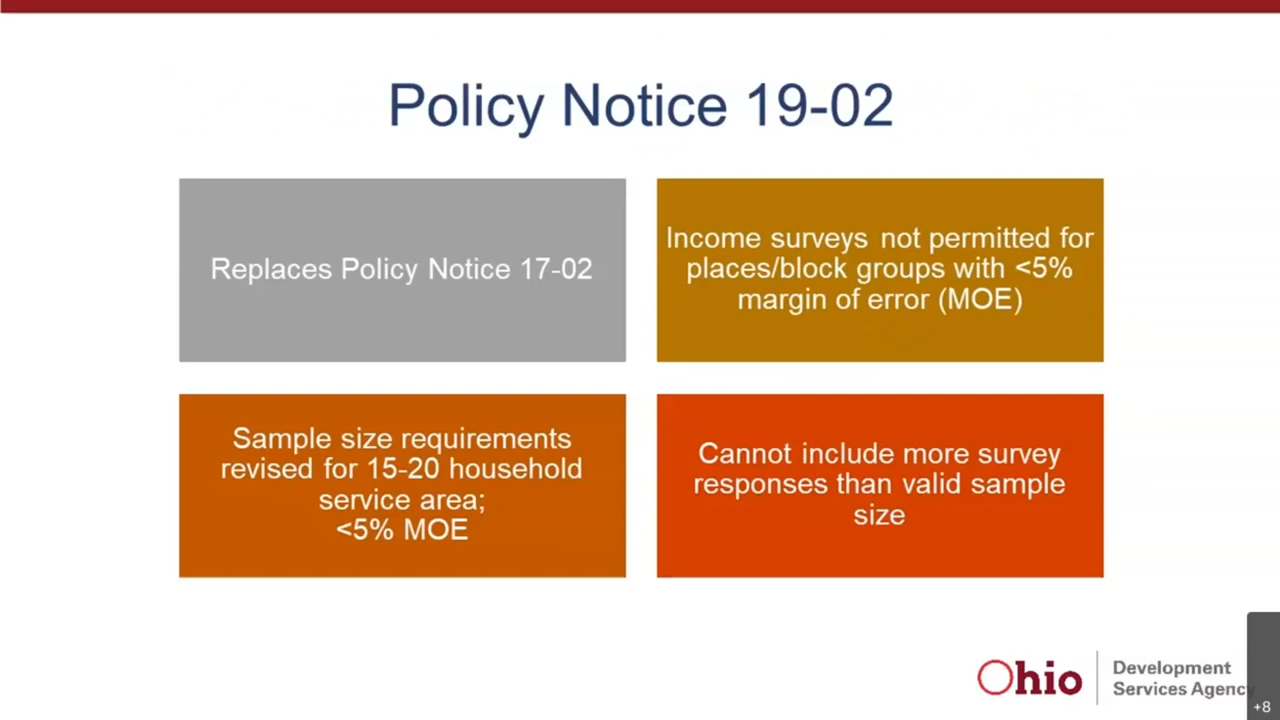 Policy Notice 19-02
Replaces Policy Notice 17-02
Income surveys not permitted for
places/block groups with <5%
margin of error (MOE)
Sample size requirements
revised for 15-20 household
service area;
<5% MOE
Cannot include more survey
responses than valid sample
size
Ohio
Development
Services Agency
+8